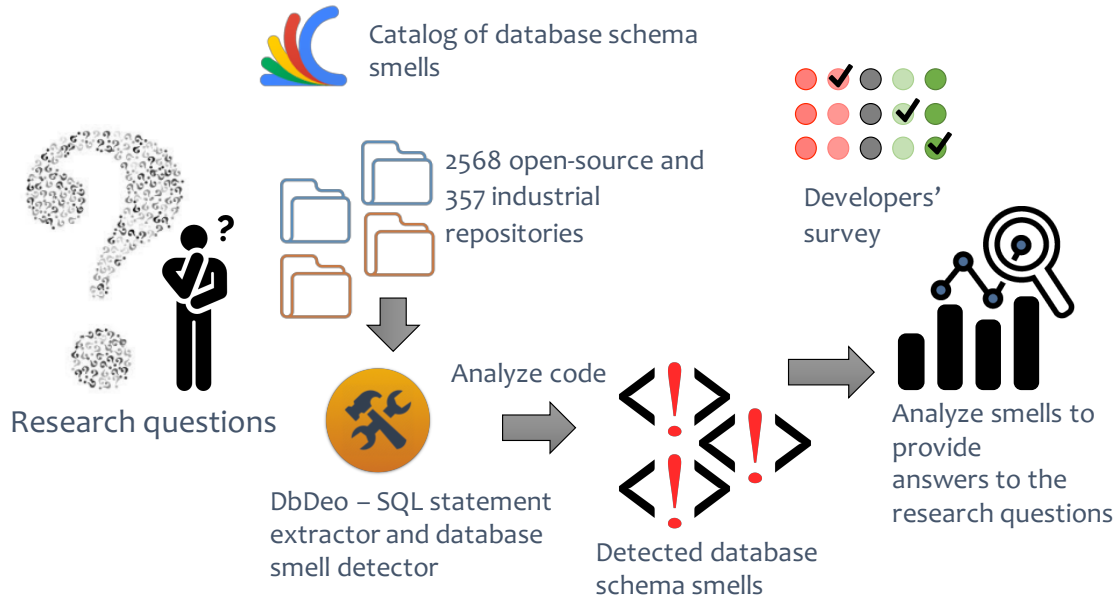 Catalog of database schema
smells
2568 open-source and
357 industrial
repositories
Developers’
survey
?
Research questions
Analyze code
DbDeo – SQL statement
extractor and database
smell detector
Detected database
schema smells
Analyze smells to
provide
answers to the
research questions